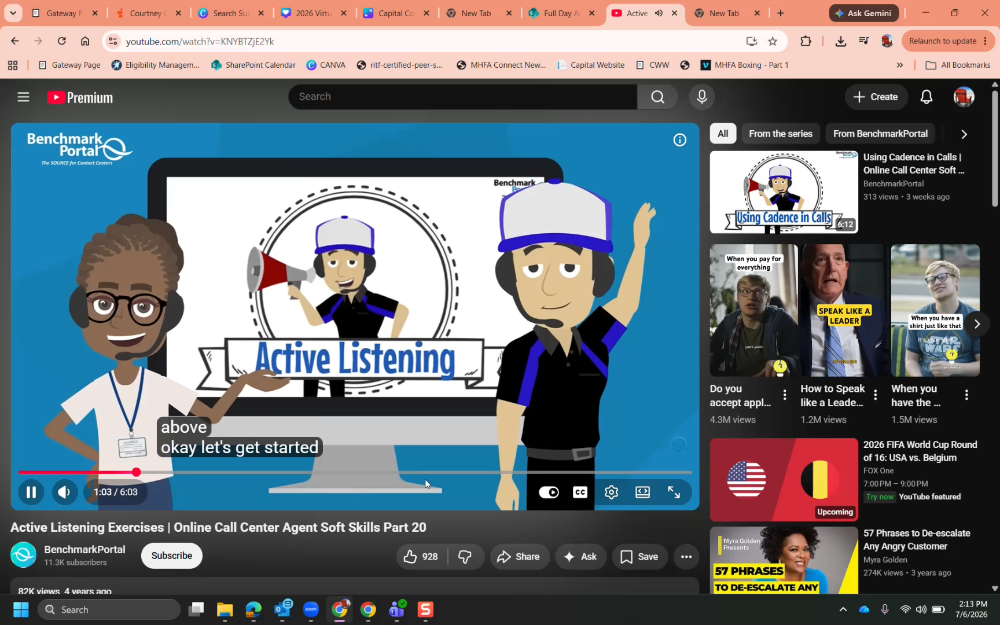 Gateway P
Courtney
Search Su
2026 Virtu
Capital Co
New Tab
Full Day A
Active
New Tab
Ask Gemini
youtube.com/watch?v=KNYBTZjE2Yk
Relaunch to update
Gateway Page
Eligibility Managem...
SharePoint Calendar
CANVA
ritf-certified-peer-s...
MHFA Connect New...
Capital Website
CWW
MHFA Boxing - Part 1
All Bookmarks
Premium
Search
Create
Benchmark
Portal
The SOURCE for Contact Centers
Benchmark
Active Listening
above
okay let's get started
1:03 / 6:03
CC
Active Listening Exercises | Online Call Center Agent Soft Skills Part 20
BenchmarkPortal
11.3K subscribers
Subscribe
928
Share
Ask
Save
82K views 4 years ago
All
From the series
From BenchmarkPortal
Using Cadence in Calls
6:12
Using Cadence in Calls |
Online Call Center Soft ...
BenchmarkPortal
313 views • 3 weeks ago
When you pay for
everything
yeah yeah
SPEAK LIKE A
LEADER
When you have a
shirt just like that
It's your shirt
WARS
Do you
accept appl...
4.3M views
How to Speak
like a Leade...
1.2M views
When you
have the ...
1.5M views
Upcoming
2026 FIFA World Cup Round
of 16: USA vs. Belgium
FOX One
7:00 PM – 9:00 PM
Try now YouTube featured
Myra Golden
Presents
57 PHRASES
TO DE-ESCALATE ANY
57 Phrases to De-escalate
Any Angry Customer
Myra Golden
274K views • 3 years ago
Search
zoom
2:13 PM
7/6/2026